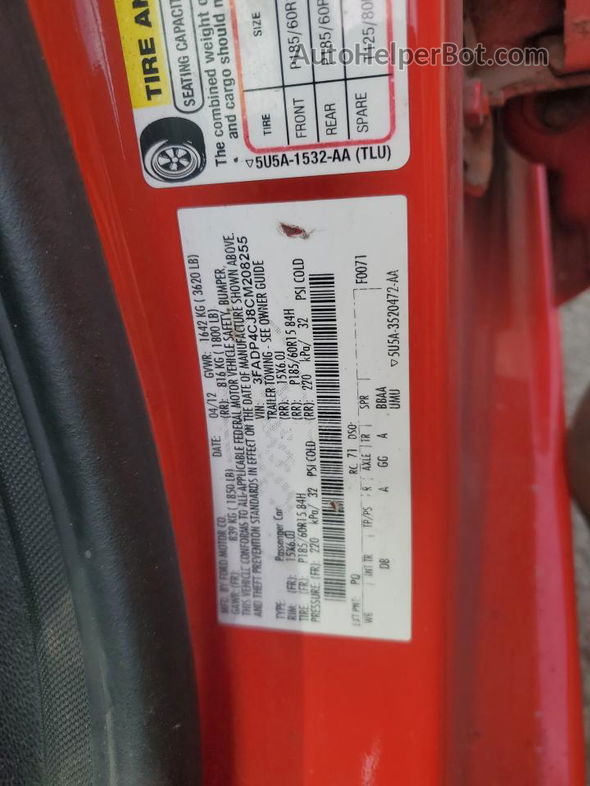 AutoHelperBot.com
TIRE AN
SEATING CAPACIT
The combined weight o
and cargo should n
TIRE SIZE
FRONT P185/60R
REAR P185/60R
SPARE T125/80
5U5A-1532-AA (TLU)
MFD. BY FORD MOTOR CO.
DATE: 04/12 GVWR: 1642 KG ( 3620 LB)
GAWR: (FR): 839 KG ( 1850 LB) (RR): 816 KG ( 1800 LB)
THIS VEHICLE CONFORMS TO ALL APPLICABLE FEDERAL MOTOR VEHICLE SAFETY, BUMPER,
AND THEFT PREVENTION STANDARDS IN EFFECT ON THE DATE OF MANUFACTURE SHOWN ABOVE.
VIN: 3FADP4CJ8CM208255
TYPE: Passenger Car TRAILER TOWING - SEE OWNER GUIDE
RIM: (FR): 15X6.0J (RR): 15X6.0J
TIRE: (FR): P185/60R15 84H (RR): P185/60R15 84H
PRESSURE (FR): 220 kPa/ 32 PSI COLD (RR): 220 kPa/ 32 PSI COLD
F0071
EXT PNT: PQ RC: 71 DSO:
WB INT TR TP/PS R AXLE TR SPR
DB A GG A BBAA
UMU
5U5A-3520472-AA